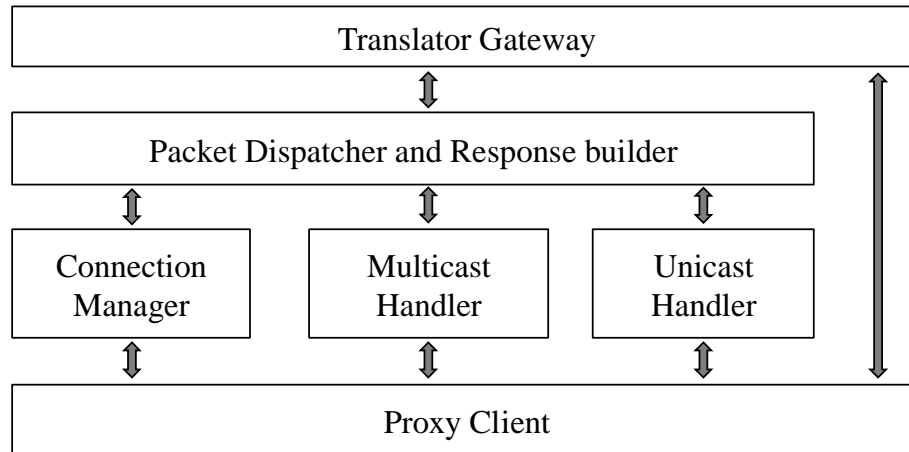 Translator Gateway
Packet Dispatcher and Response builder
Connection
Manager
Multicast
Handler
Unicast
Handler
Proxy Client